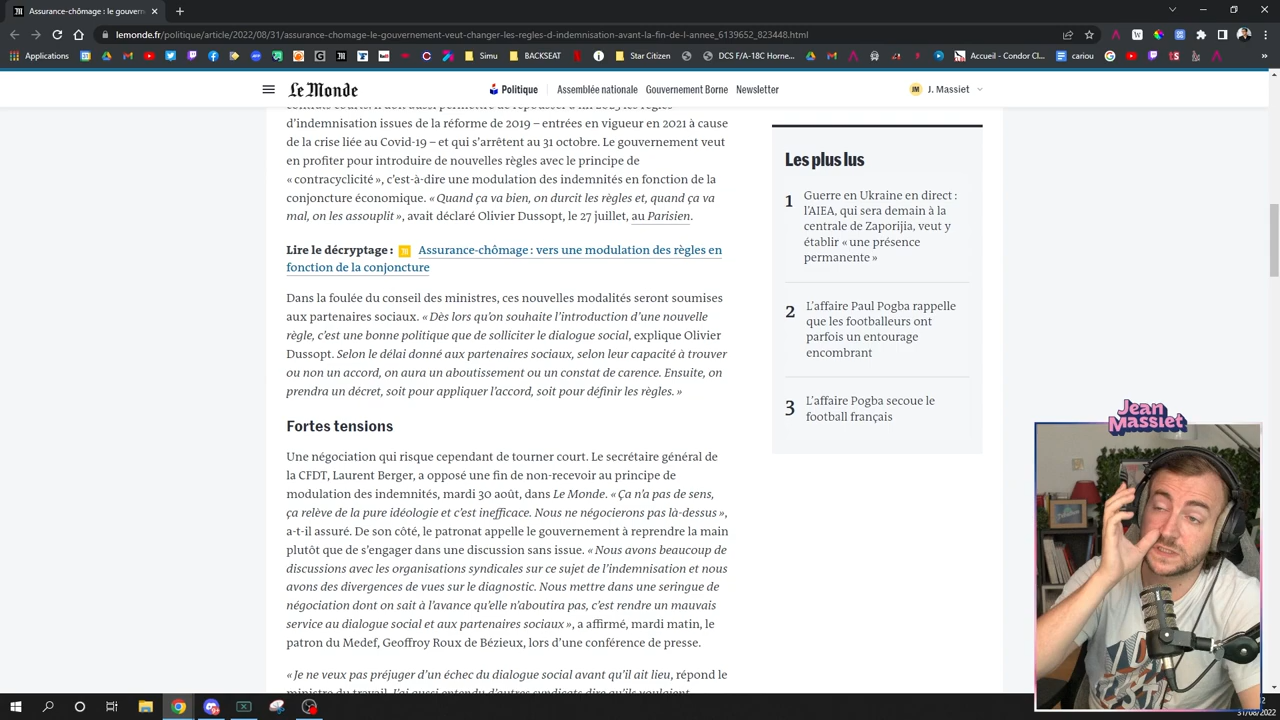 Assurance-chômage : le gouvern
lemonde.fr/politique/article/2022/08/31/assurance-chomage-le-gouvernement-veut-changer-les-regles-d-indemnisation-avant-la-fin-de-l-annee_6139652_823448.html
Applications
Simu
BACKSEAT
Star Citizen
DCS F/A-18C Horne...
Accueil - Condor Cl...
cariou
Le Monde
Politique
Assemblée nationale
Gouvernement Borne
Newsletter
JM
J. Massiet
d'indemnisation issues de la réforme de 2019 – entrées en vigueur en 2021 à cause
de la crise liée au Covid-19 – et qui s'arrêtent au 31 octobre. Le gouvernement veut
en profiter pour introduire de nouvelles règles avec le principe de
« contracyclicité », c'est-à-dire une modulation des indemnités en fonction de la
conjoncture économique. « Quand ça va bien, on durcit les règles et, quand ça va
mal, on les assouplit », avait déclaré Olivier Dussopt, le 27 juillet, au Parisien.
Lire le décryptage : Assurance-chômage : vers une modulation des règles en
fonction de la conjoncture
Dans la foulée du conseil des ministres, ces nouvelles modalités seront soumises
aux partenaires sociaux. « Dès lors qu'on souhaite l'introduction d'une nouvelle
règle, c'est une bonne politique que de solliciter le dialogue social, explique Olivier
Dussopt. Selon le délai donné aux partenaires sociaux, selon leur capacité à trouver
ou non un accord, on aura un aboutissement ou un constat de carence. Ensuite, on
prendra un décret, soit pour appliquer l'accord, soit pour définir les règles. »
Fortes tensions
Une négociation qui risque cependant de tourner court. Le secrétaire général de
la CFDT, Laurent Berger, a opposé une fin de non-recevoir au principe de
modulation des indemnités, mardi 30 août, dans Le Monde. « Ça n'a pas de sens,
ça relève de la pure idéologie et c'est inefficace. Nous ne négocierons pas là-dessus »,
a-t-il assuré. De son côté, le patronat appelle le gouvernement à reprendre la main
plutôt que de s'engager dans une discussion sans issue. « Nous avons beaucoup de
discussions avec les organisations syndicales sur ce sujet de l'indemnisation et nous
avons des divergences de vues sur le diagnostic. Nous mettre dans une seringue de
négociation dont on sait à l'avance qu'elle n'aboutira pas, c'est rendre un mauvais
service au dialogue social et aux partenaires sociaux », a affirmé, mardi matin, le
patron du Medef, Geoffroy Roux de Bézieux, lors d'une conférence de presse.
« Je ne veux pas préjuger d'un échec du dialogue social avant qu'il ait lieu, répond le
ministre du travail. J'ai aussi entendu d'autres syndicats dire qu'ils voulaient
Les plus lus
1
Guerre en Ukraine en direct :
l'AIEA, qui sera demain à la
centrale de Zaporijia, veut y
établir « une présence
permanente »
2
L'affaire Paul Pogba rappelle
que les footballeurs ont
parfois un entourage
encombrant
3
L'affaire Pogba secoue le
football français
Jean
Massiet
31/08/2022